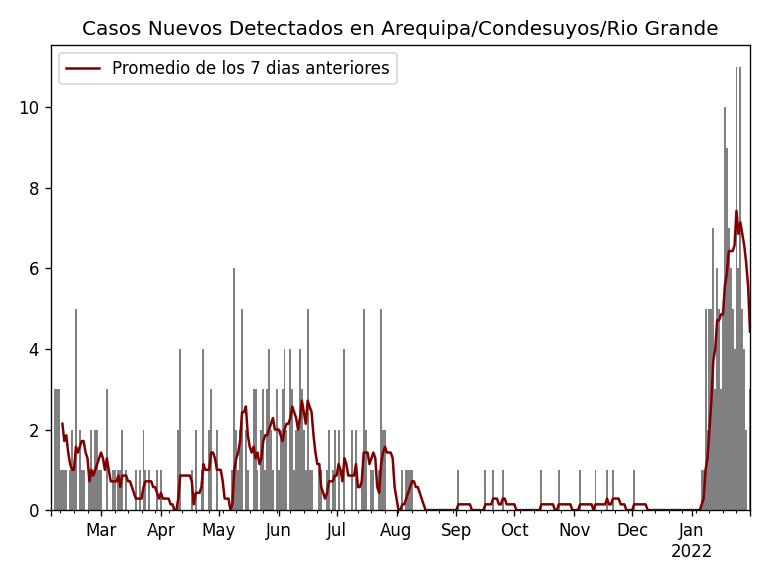 Casos Nuevos Detectados en Arequipa/Condesuyos/Rio Grande
Promedio de los 7 dias anteriores
10
8
6
4
2
0
Mar Apr May Jun Jul Aug Sep Oct Nov Dec Jan
2022